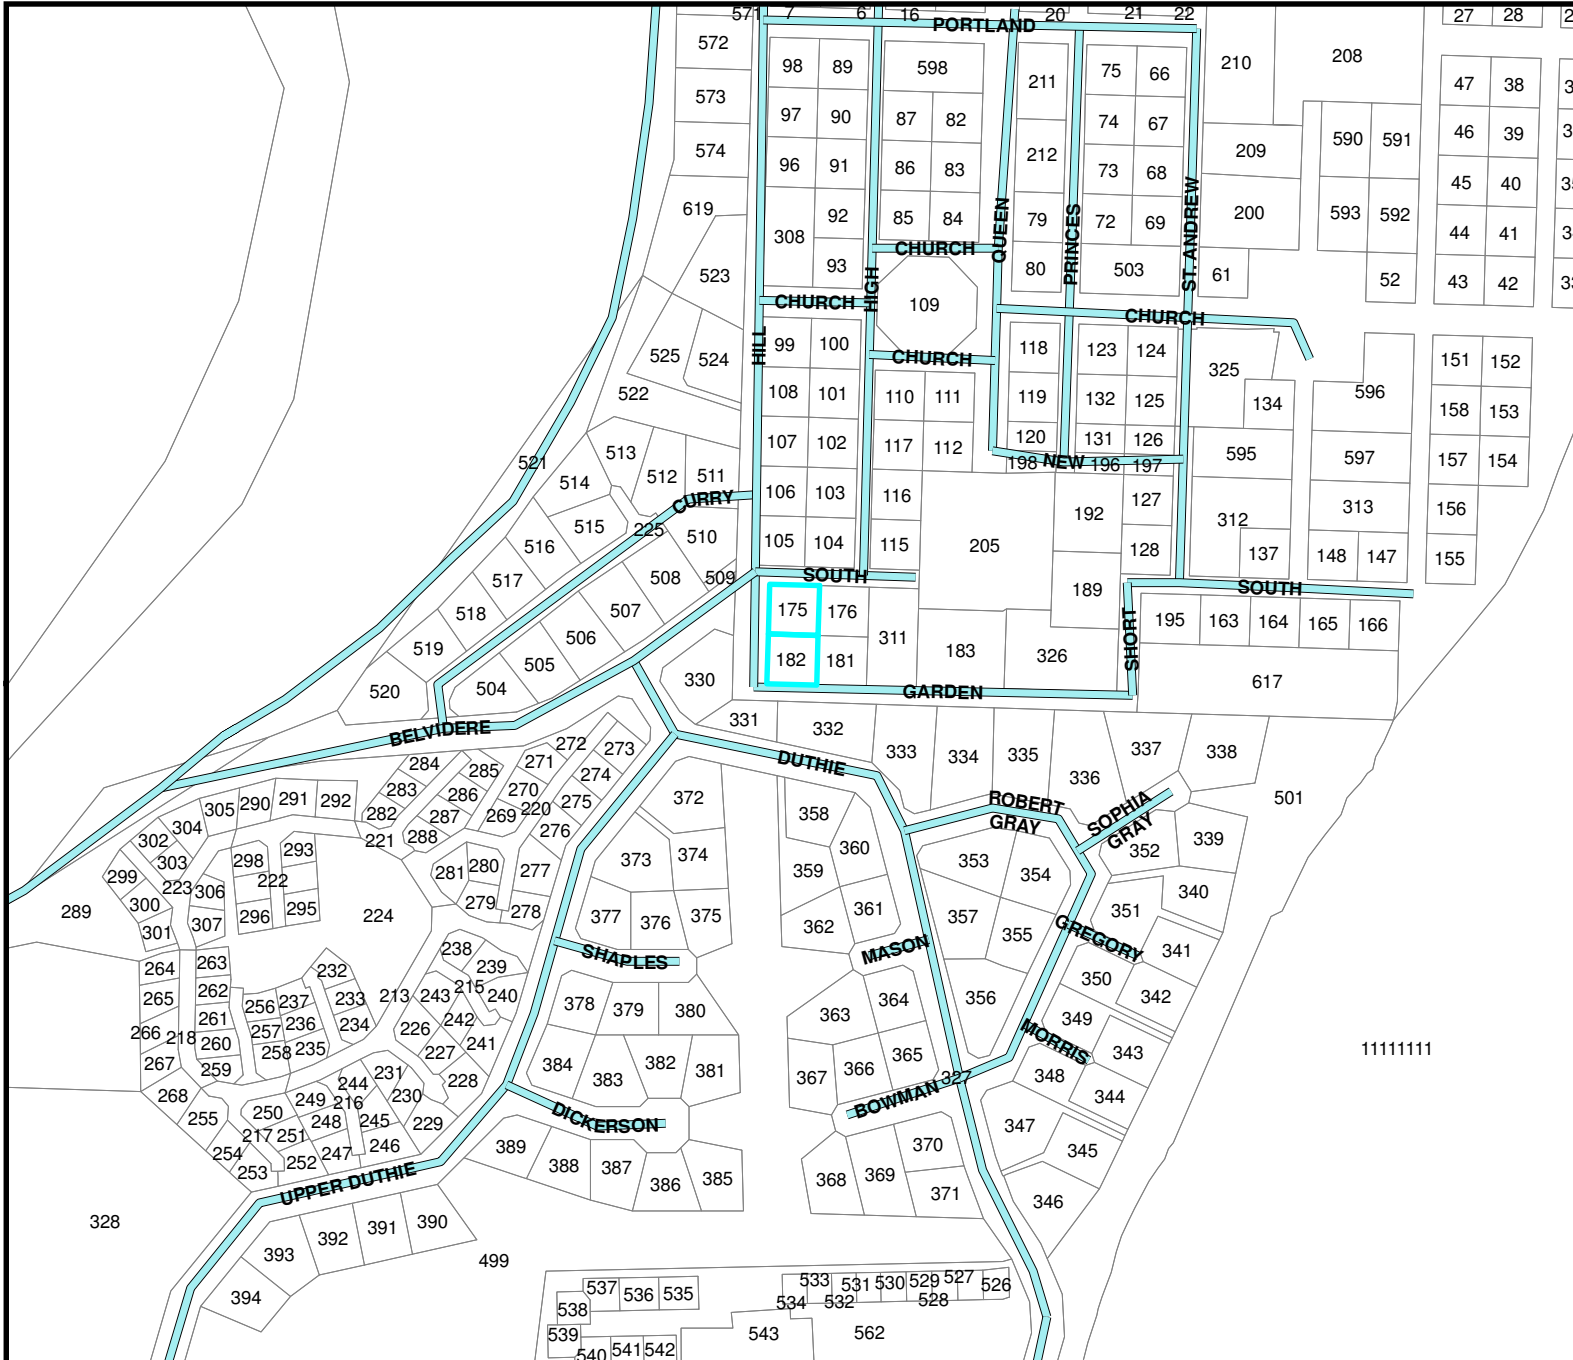 571 7 6 16 20 21 22 27 28
PORTLAND
572 98 89 598 211 75 66 210 208 47 38
573 97 90 87 82 74 67 46 39
574 96 91 86 83 212 73 68 209 590 591 45 40
619 308 92 85 84 79 72 69 200 593 592 44 41
QUEEN
PRINCES
ST. ANDREW
CHURCH
523 93 109 80 503 61 52 43 42
HIGH
CHURCH
CHURCH
HILL
525 524 99 100 118 123 124 325 151 152
CHURCH
522 108 101 110 111 119 132 125 134 596 158 153
513 107 102 117 112 120 131 126 595 597 157 154
521 198 NEW 196 197
514 512 511 106 103 116 192 127 312 313 156
CURRY
515 225 510 105 104 115 205 128 137 148 147 155
516 517 508 509
SOUTH
SOUTH
518 507 175 176 311 189 195 163 164 165 166
519 506 505 182 181 183 326 617
SHORT
520 504 330
GARDEN
331 332 333 334 335 336 337 338
BELVIDERE
DUTHIE
272 273 271 274 284 285 270 275 283 286 269 220 276 282 287 288
372 358 501
ROBERT
GRAY
SOPHIA
GRAY
305 290 291 292 304 302 303 221 293 298 222 299 223 306 300 307 296 295 301
281 280 277 279 278 373 374 360 359 353 354 352 339
289 224 377 376 375 361 362 357 355 351 340
GREGORY
MASON
SHAPLES
341
264 263 232 238 239 265 262 256 237 233 213 243 215 240
378 379 380 364 363 356 350 342
266 218 261 257 236 234 226 242 260 258 235 227 241 267 259
349
MORRIS
343
384 383 382 381 367 366 365 348 344
268 244 231 230 228 249 216 255 250 248 245 229 217 251 246 254 247 252 253
BOWMAN
327
DICKERSON
11111111
389 388 387 386 385 368 369 370 371 347 345 346
UPPER DUTHIE
328 393 392 391 390 394 499
537 536 535 538 539 540 541 542
533 531 530 529 527 526 534 532 528
543 562